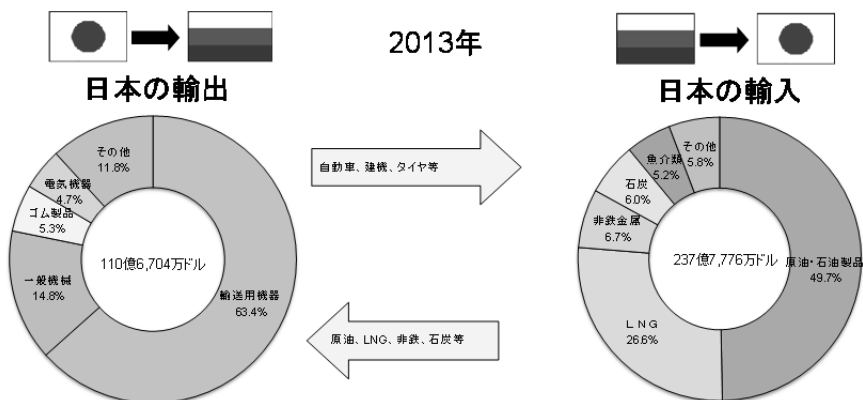 2013年
日本の輸出
日本の輸入
その他
11.8%
電気機器
4.7%
ゴム製品
5.3%
一般機械
14.8%
110億6,704万ドル
輸送用機器
63.4%
自動車、建機、タイヤ等
原油、LNG、非鉄、石炭等
その他
5.8%
魚介類
5.2%
石炭
6.0%
非鉄金属
6.7%
237億7,776万ドル
原油・石油製品
49.7%
ＬＮＧ
26.6%